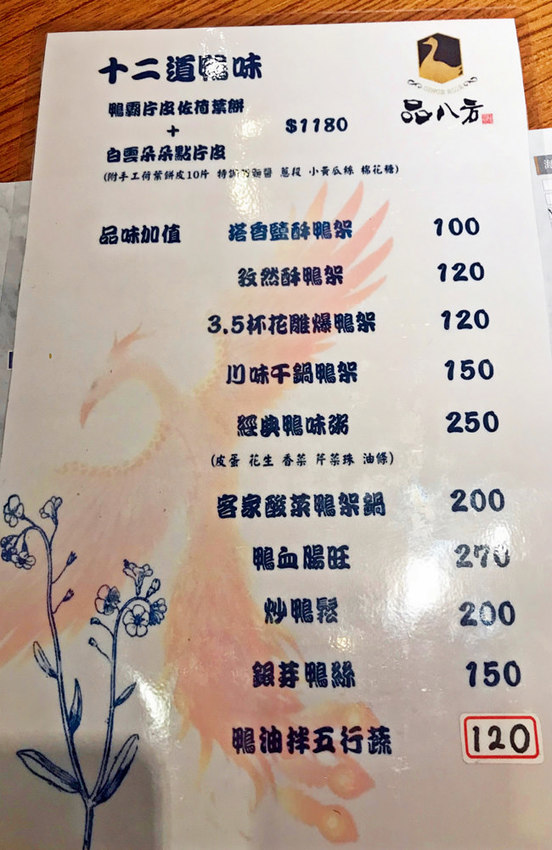 十二道鴨味
品八方
鴨霸片皮佐荷葉餅
+
$1180
白雲朵朵點片皮
(附手工荷葉餅皮10片 特調 麵醬 蔥段 小黃瓜絲 棉花糖)
品味加值 塔香鹽酥鴨架 100
孜然酥鴨架 120
3.5杯花雕爆鴨架 120
川味干鍋鴨架 150
經典鴨味粥 250
(皮蛋 花生 香菜 芹菜珠 油條)
客家酸菜鴨架鍋 200
鴨血腸旺 270
炒鴨鬆 200
銀芽鴨絲 150
鴨油拌五行蔬 120